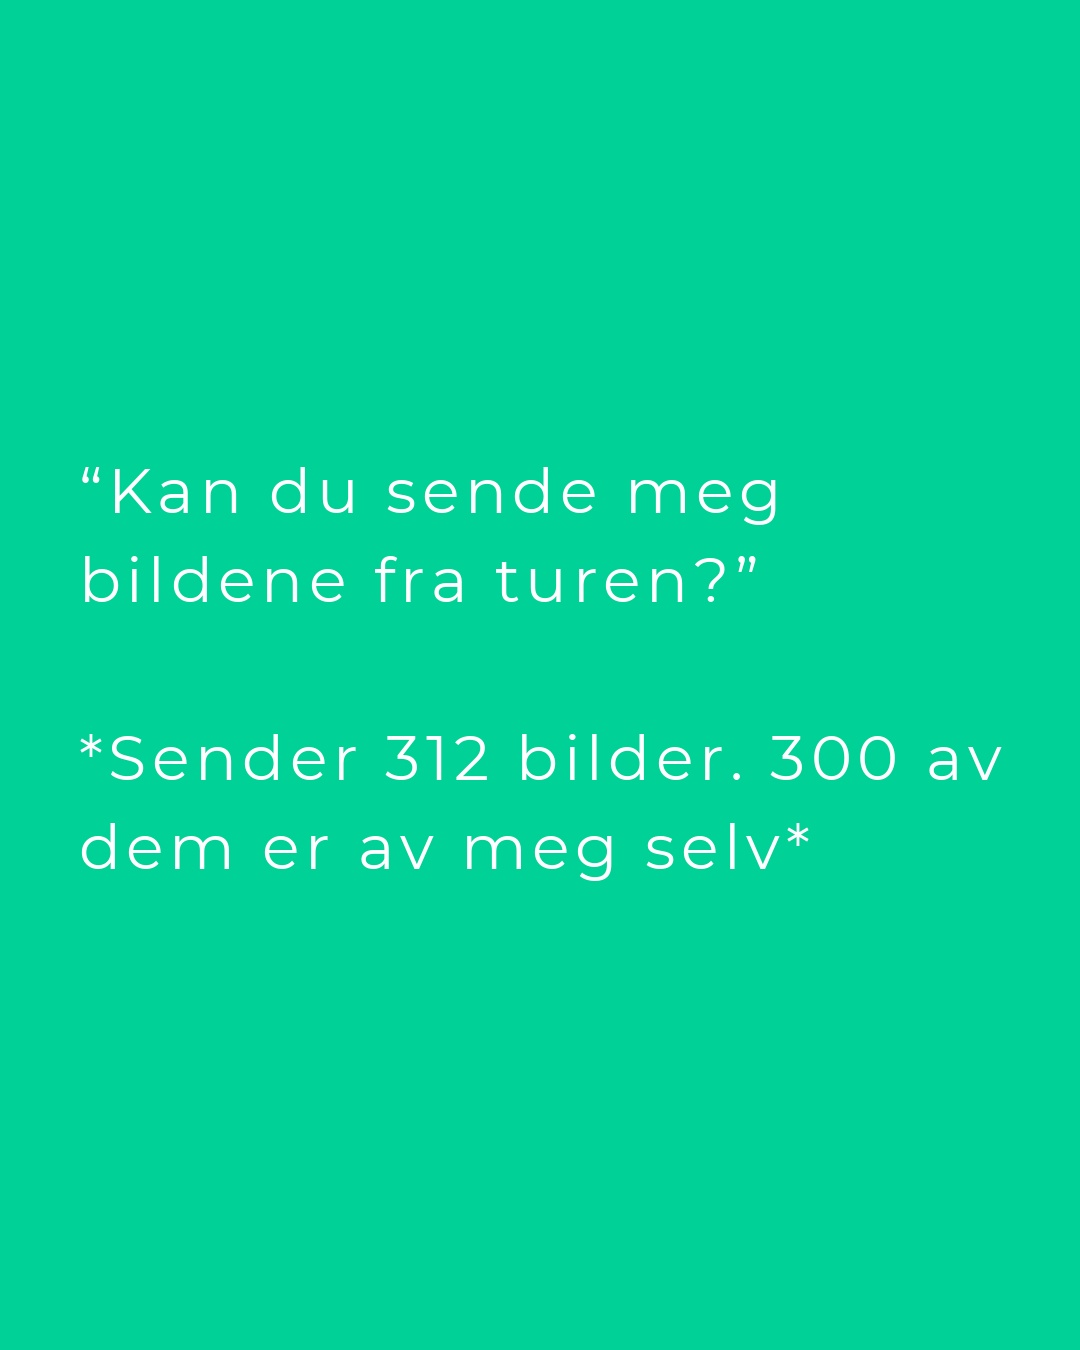 “Kan du sende meg
bildene fra turen?”
*Sender 312 bilder. 300 av
dem er av meg selv*